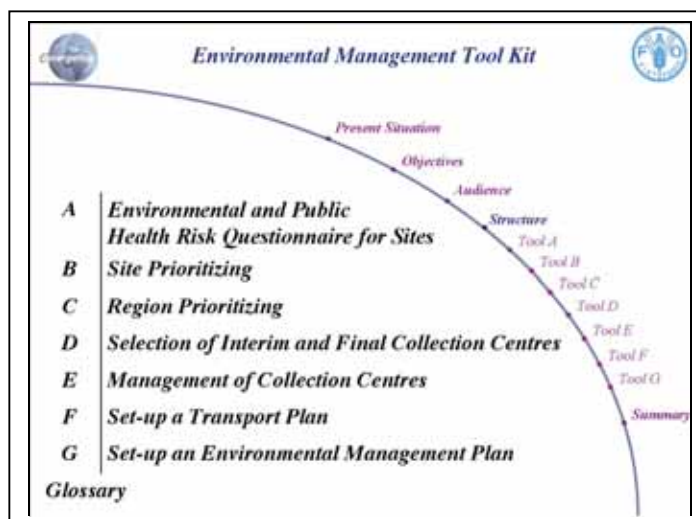 Environmental Management Tool Kit
F A O
Present Situation
Objectives
Audience
Structure
Tool A
Tool B
Tool C
Tool D
Tool E
Tool F
Tool G
Summary
A Environmental and Public
Health Risk Questionnaire for Sites
B Site Prioritizing
C Region Prioritizing
D Selection of Interim and Final Collection Centres
E Management of Collection Centres
F Set-up a Transport Plan
G Set-up an Environmental Management Plan
Glossary